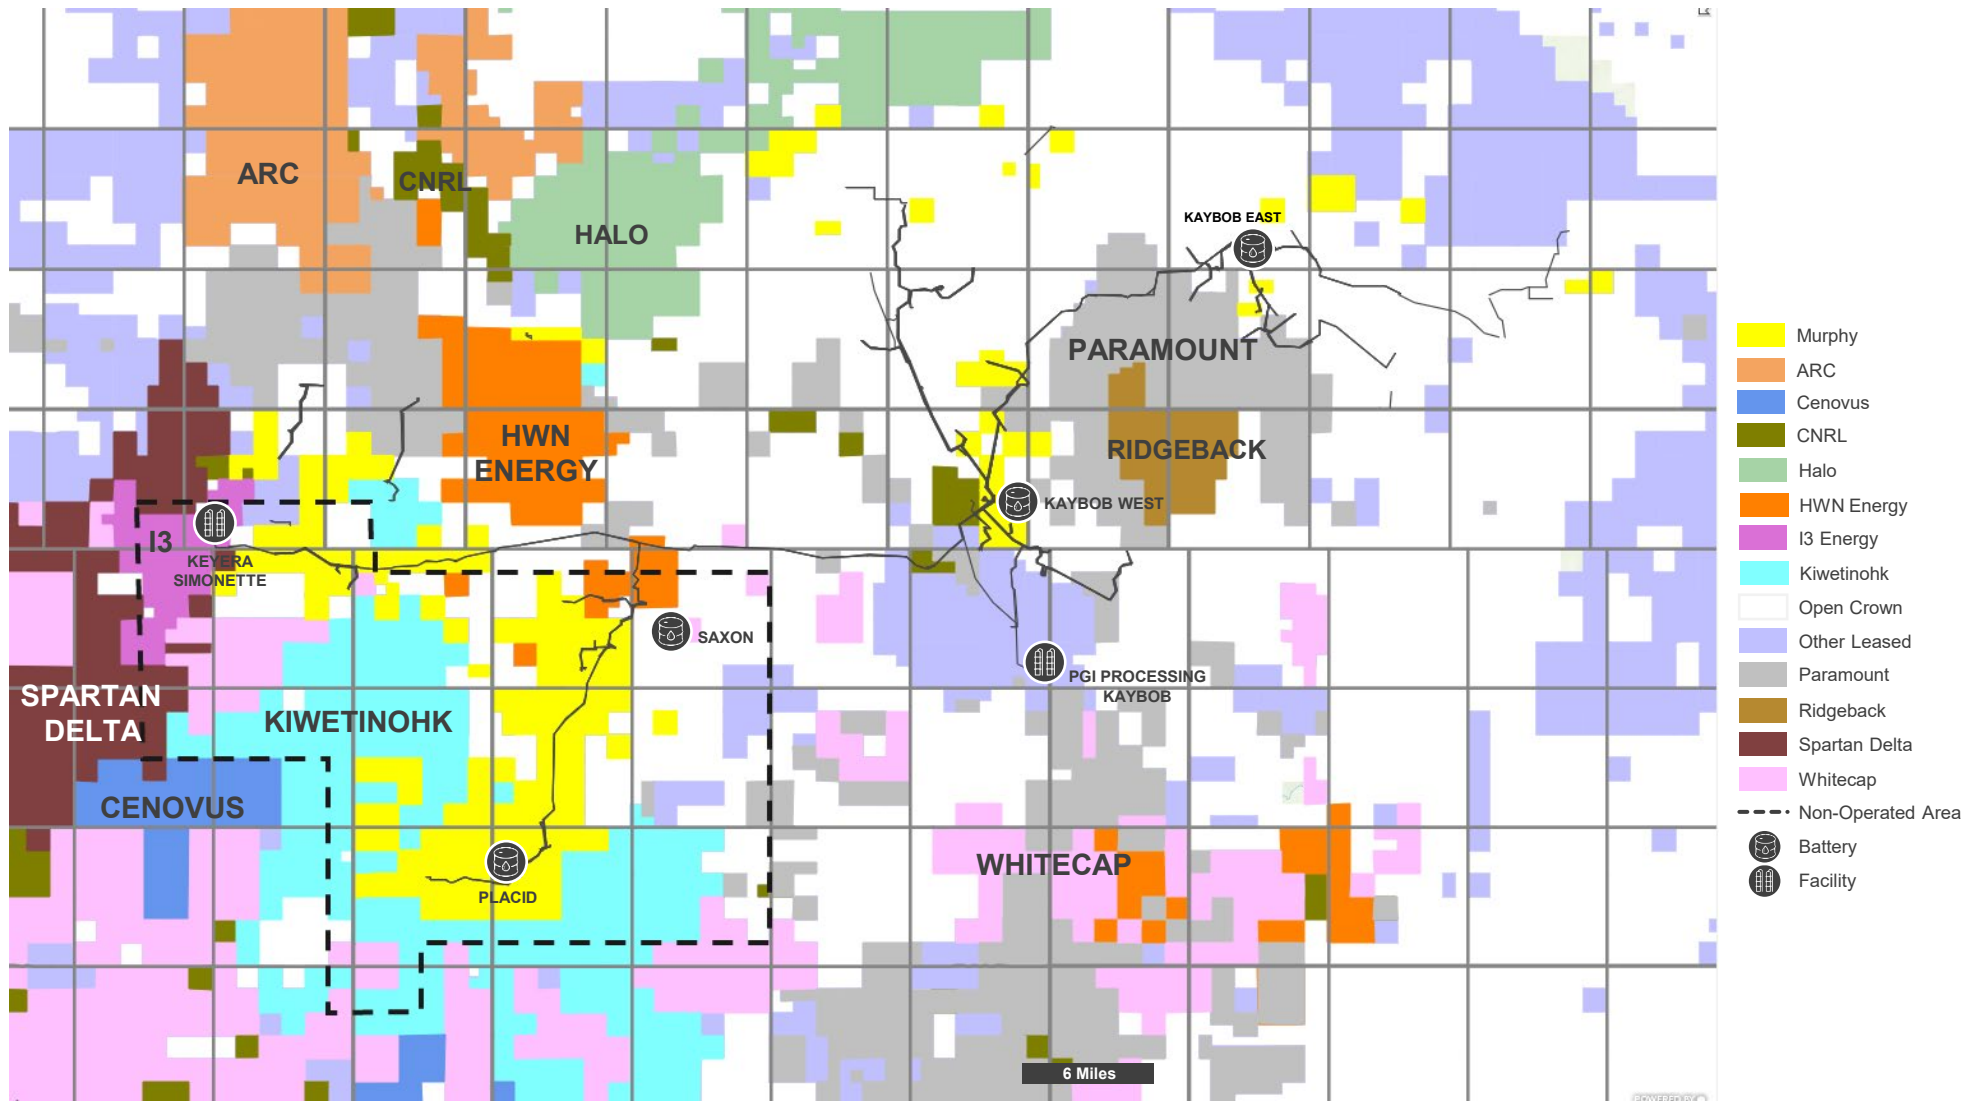 ARC
CNRL
HALO
KAYBOB EAST
PARAMOUNT
HWN
ENERGY
RIDGEBACK
KAYBOB WEST
I3
KEYERA
SIMONETTE
SAXON
PGI PROCESSING
KAYBOB
SPARTAN
DELTA
KIWETINOHK
CENOVUS
WHITECAP
PLACID
6 Miles
POWERED BY
Murphy
ARC
Cenovus
CNRL
Halo
HWN Energy
I3 Energy
Kiwetinohk
Open Crown
Other Leased
Paramount
Ridgeback
Spartan Delta
Whitecap
Non-Operated Area
Battery
Facility